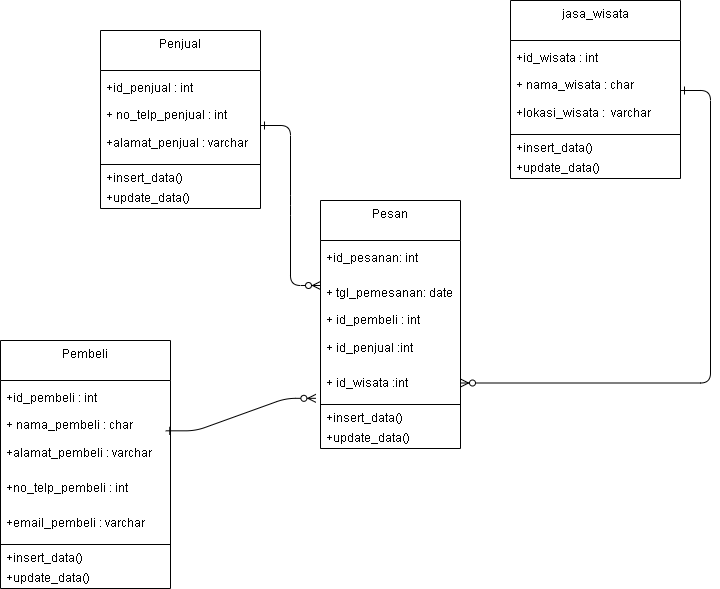 Penjual
+id_penjual : int
+ no_telp_penjual : int
+alamat_penjual : varchar
+insert_data()
+update_data()
jasa_wisata
+id_wisata : int
+ nama_wisata : char
+lokasi_wisata :  varchar
+insert_data()
+update_data()
Pesan
+id_pesanan: int
+ tgl_pemesanan: date
+ id_pembeli : int
+ id_penjual :int
+ id_wisata :int
+insert_data()
+update_data()
Pembeli
+id_pembeli : int
+ nama_pembeli : char
+alamat_pembeli : varchar
+no_telp_pembeli : int
+email_pembeli : varchar
+insert_data()
+update_data()